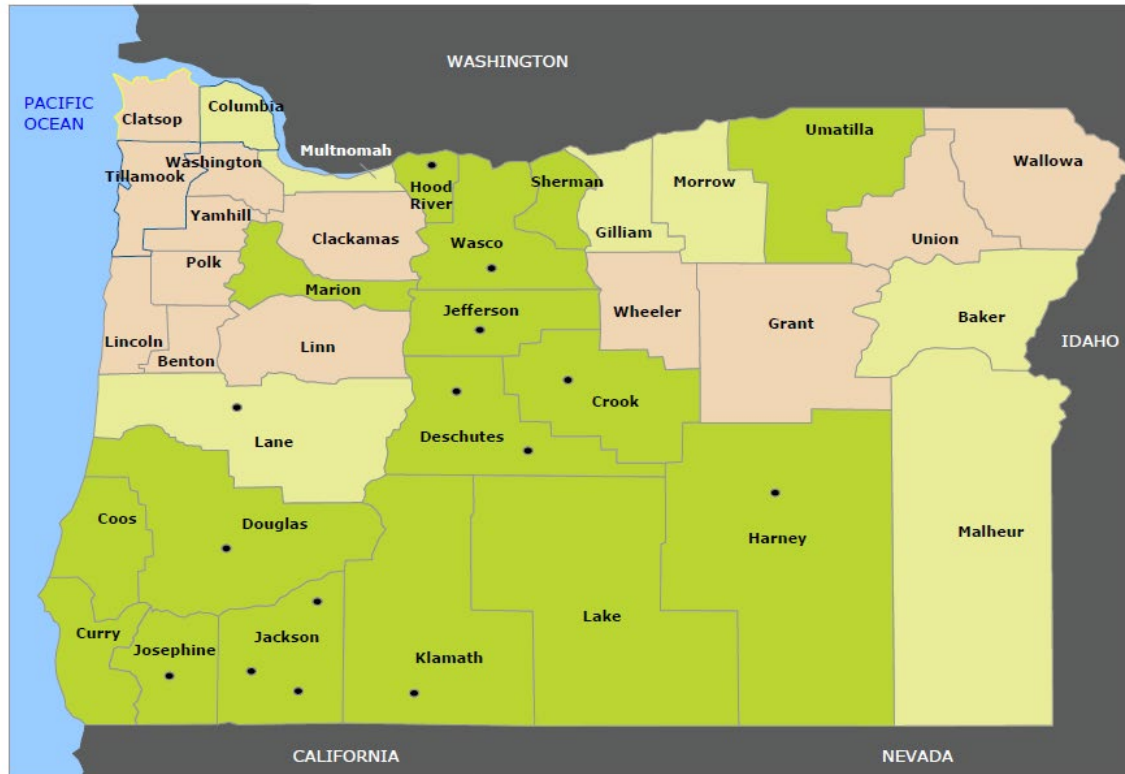 WASHINGTON
PACIFIC
OCEAN
Clatsop
Columbia
Multnomah
Washington
Tillamook
Yamhill
Clackamas
Polk
Marion
Lincoln
Benton
Linn
Hood
River
Sherman
Wasco
Gilliam
Morrow
Umatilla
Wallowa
Union
Jefferson
Wheeler
Grant
Baker
IDAHO
Lane
Deschutes
Crook
Coos
Douglas
Harney
Malheur
Curry
Josephine
Jackson
Klamath
Lake
CALIFORNIA
NEVADA